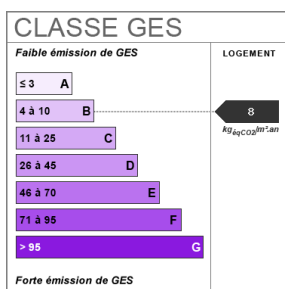 CLASSE GES
Faible émission de GES
LOGEMENT
≤ 3 A
4 à 10 B
8
kgéqCO2/m².an
11 à 25 C
26 à 45 D
46 à 70 E
71 à 95 F
> 95 G
Forte émission de GES